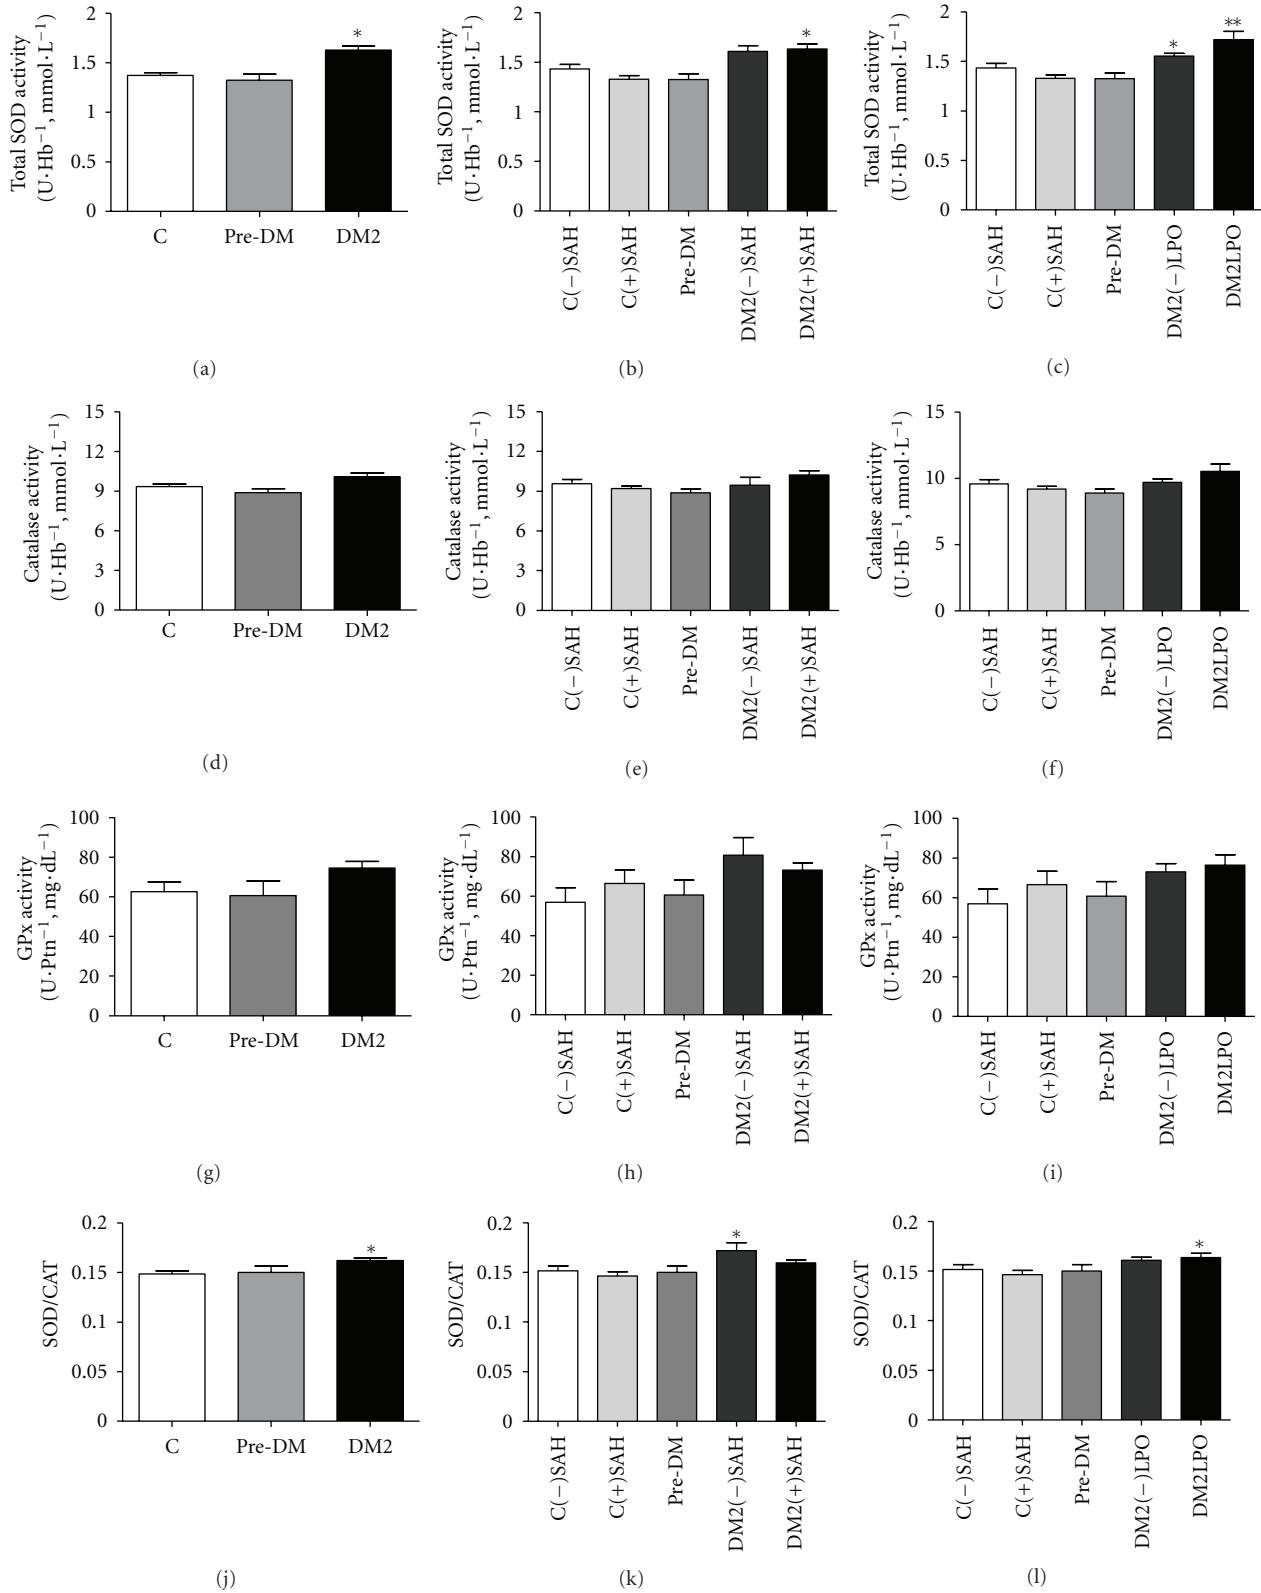 Total SOD activity
(U·Hb⁻¹, mmol·L⁻¹)
2
1.5
1
0.5
0
*
C
Pre-DM
DM2
(a)
Total SOD activity
(U·Hb⁻¹, mmol·L⁻¹)
2
1.5
1
0.5
0
*
C(−)SAH
C(+)SAH
Pre-DM
DM2(−)SAH
DM2(+)SAH
(b)
Total SOD activity
(U·Hb⁻¹, mmol·L⁻¹)
2
1.5
1
0.5
0
*
**
C(−)SAH
C(+)SAH
Pre-DM
DM2(−)LPO
DM2LPO
(c)
Catalase activity
(U·Hb⁻¹, mmol·L⁻¹)
15
12
9
6
3
0
C
Pre-DM
DM2
(d)
Catalase activity
(U·Hb⁻¹, mmol·L⁻¹)
15
12
9
6
3
0
C(−)SAH
C(+)SAH
Pre-DM
DM2(−)SAH
DM2(+)SAH
(e)
Catalase activity
(U·Hb⁻¹, mmol·L⁻¹)
15
10
5
0
C(−)SAH
C(+)SAH
Pre-DM
DM2(−)LPO
DM2LPO
(f)
GPx activity
(U·Ptn⁻¹, mg·dL⁻¹)
100
80
60
40
20
0
C
Pre-DM
DM2
(g)
GPx activity
(U·Ptn⁻¹, mg·dL⁻¹)
100
80
60
40
20
0
C(−)SAH
C(+)SAH
Pre-DM
DM2(−)SAH
DM2(+)SAH
(h)
GPx activity
(U·Ptn⁻¹, mg·dL⁻¹)
100
80
60
40
20
0
C(−)SAH
C(+)SAH
Pre-DM
DM2(−)LPO
DM2LPO
(i)
SOD/CAT
0.2
0.15
0.1
0.05
0
*
C
Pre-DM
DM2
(j)
SOD/CAT
0.2
0.15
0.1
0.05
0
*
C(−)SAH
C(+)SAH
Pre-DM
DM2(−)SAH
DM2(+)SAH
(k)
SOD/CAT
0.2
0.15
0.1
0.05
0
*
C(−)SAH
C(+)SAH
Pre-DM
DM2(−)LPO
DM2LPO
(l)